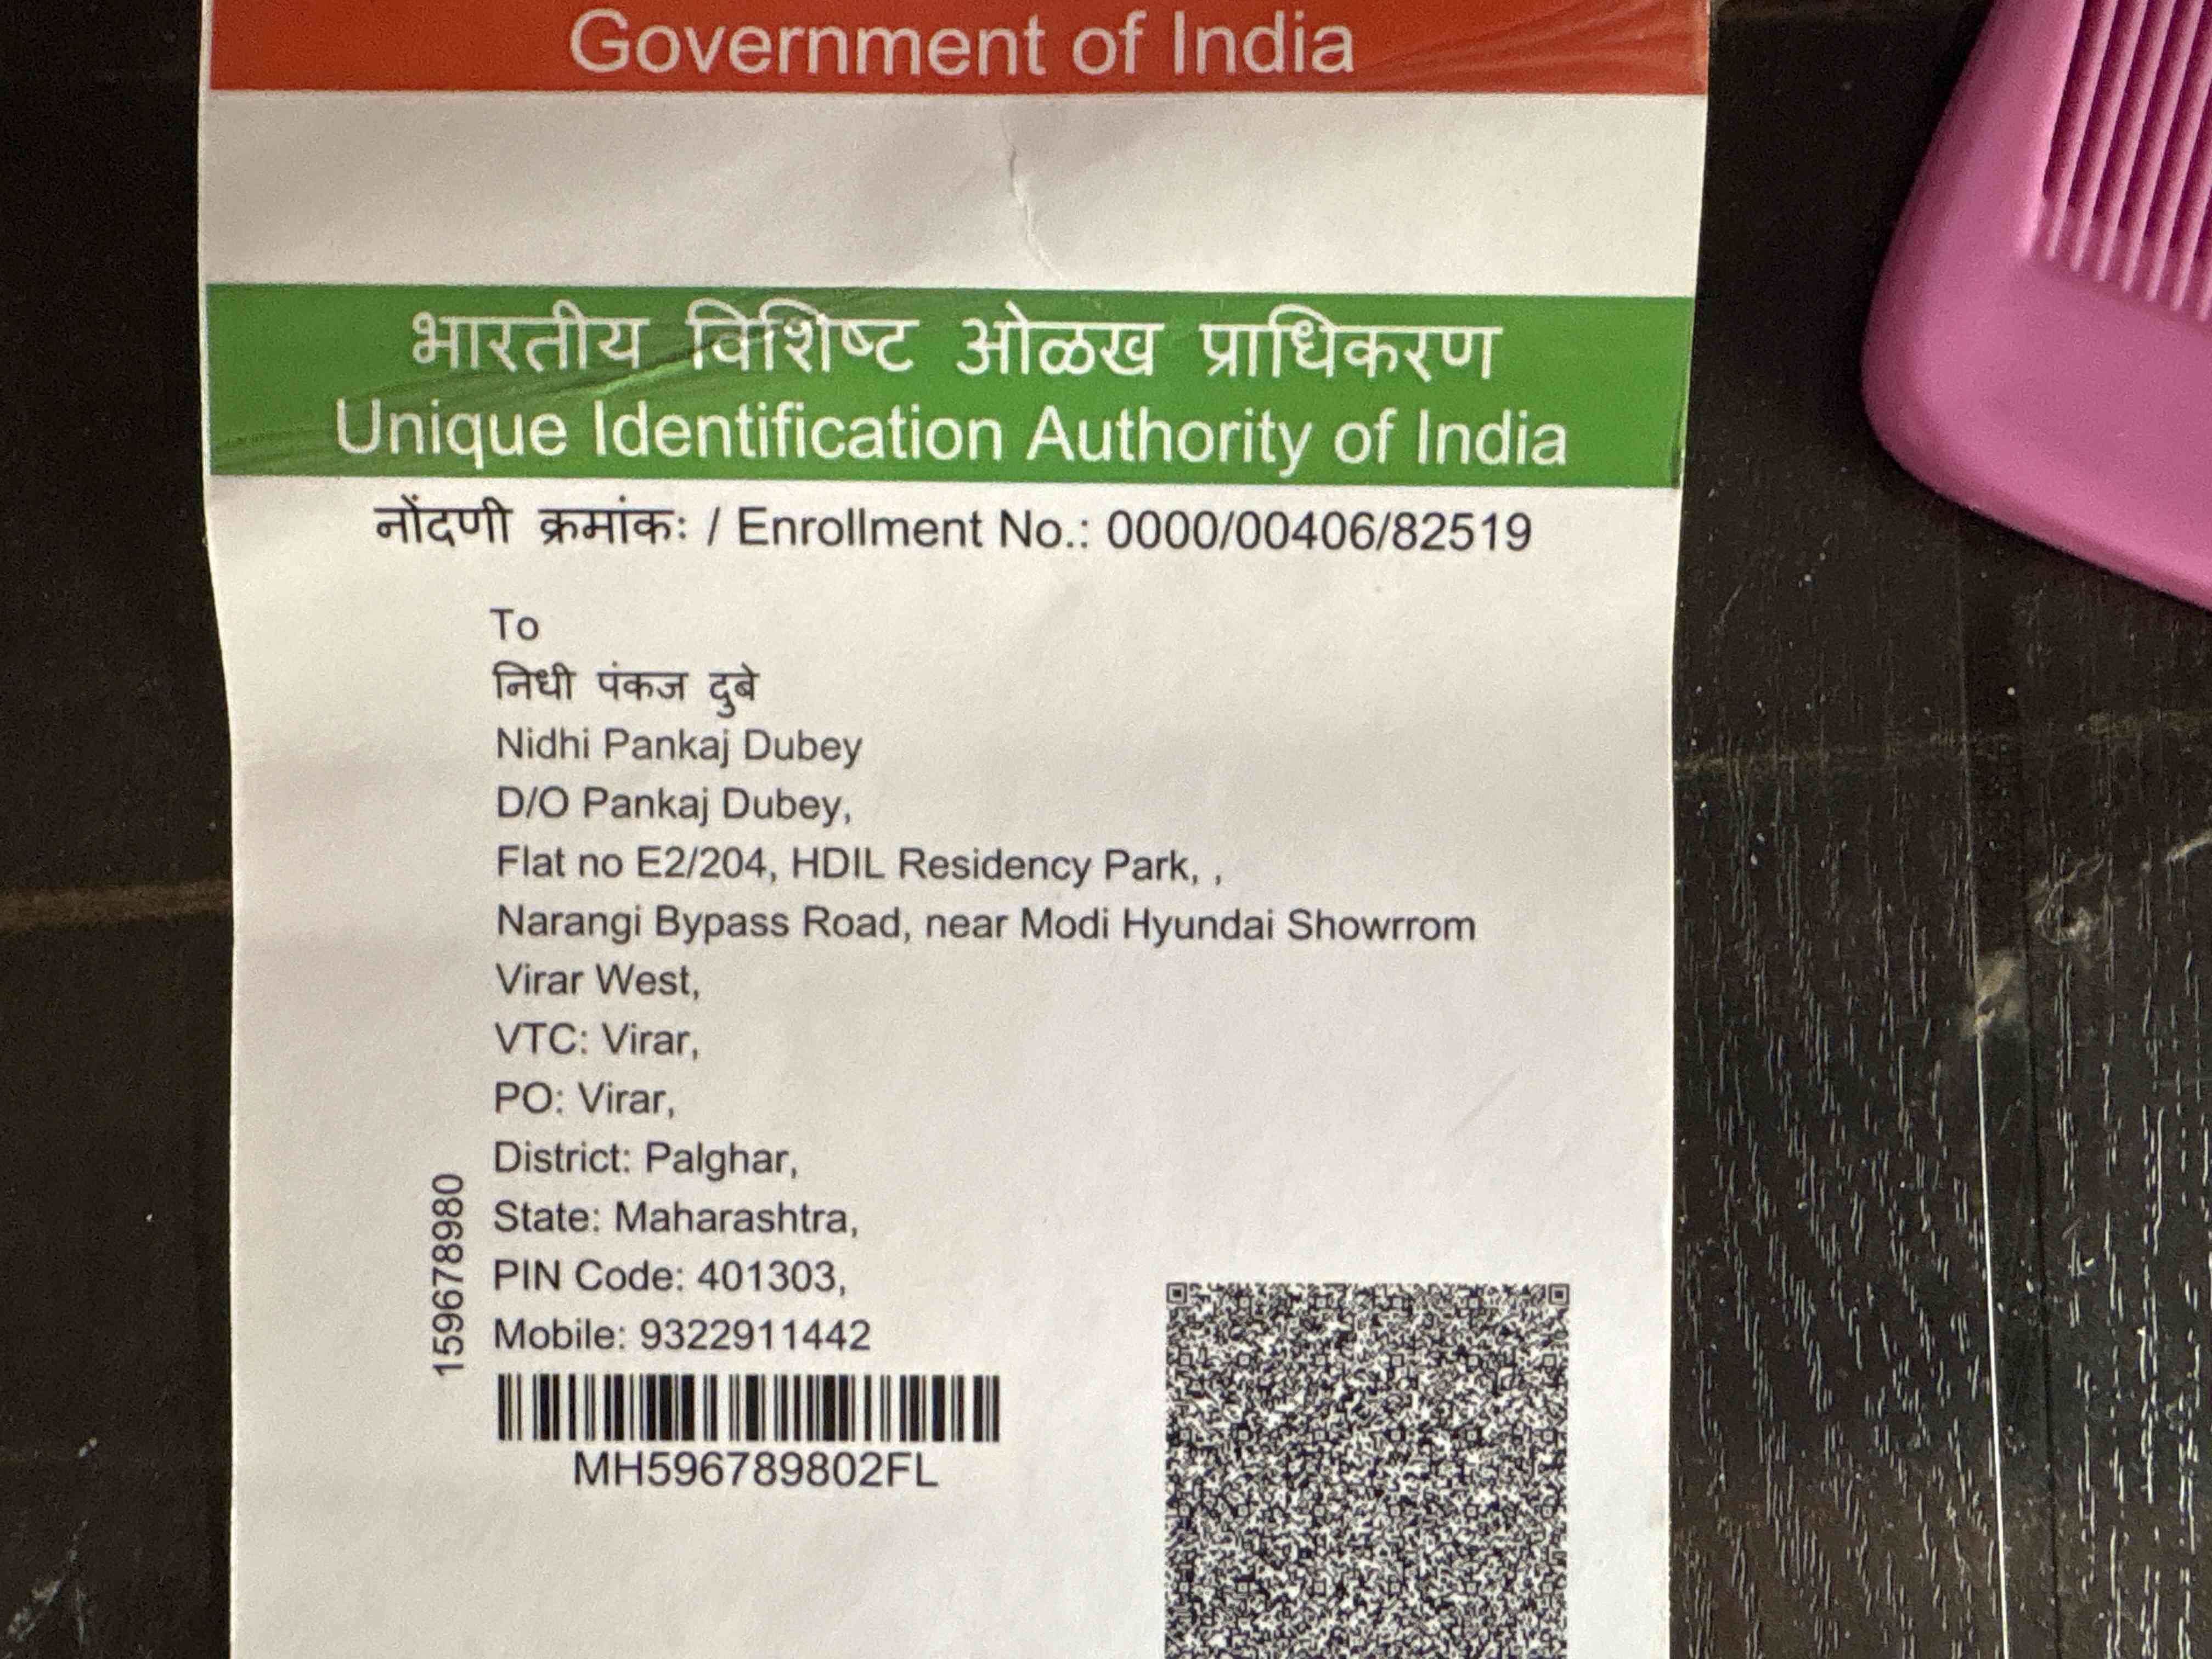 Government of India
भारतीय विशिष्ट ओळख प्राधिकरण
Unique Identification Authority of India
नोंदणी क्रमांकः / Enrollment No.: 0000/00406/82519
To
निधी पंकज दुबे
Nidhi Pankaj Dubey
D/O Pankaj Dubey,
Flat no E2/204, HDIL Residency Park, ,
Narangi Bypass Road, near Modi Hyundai Showrrom
Virar West,
VTC: Virar,
PO: Virar,
District: Palghar,
State: Maharashtra,
PIN Code: 401303,
Mobile: 9322911442
159678980
MH596789802FL